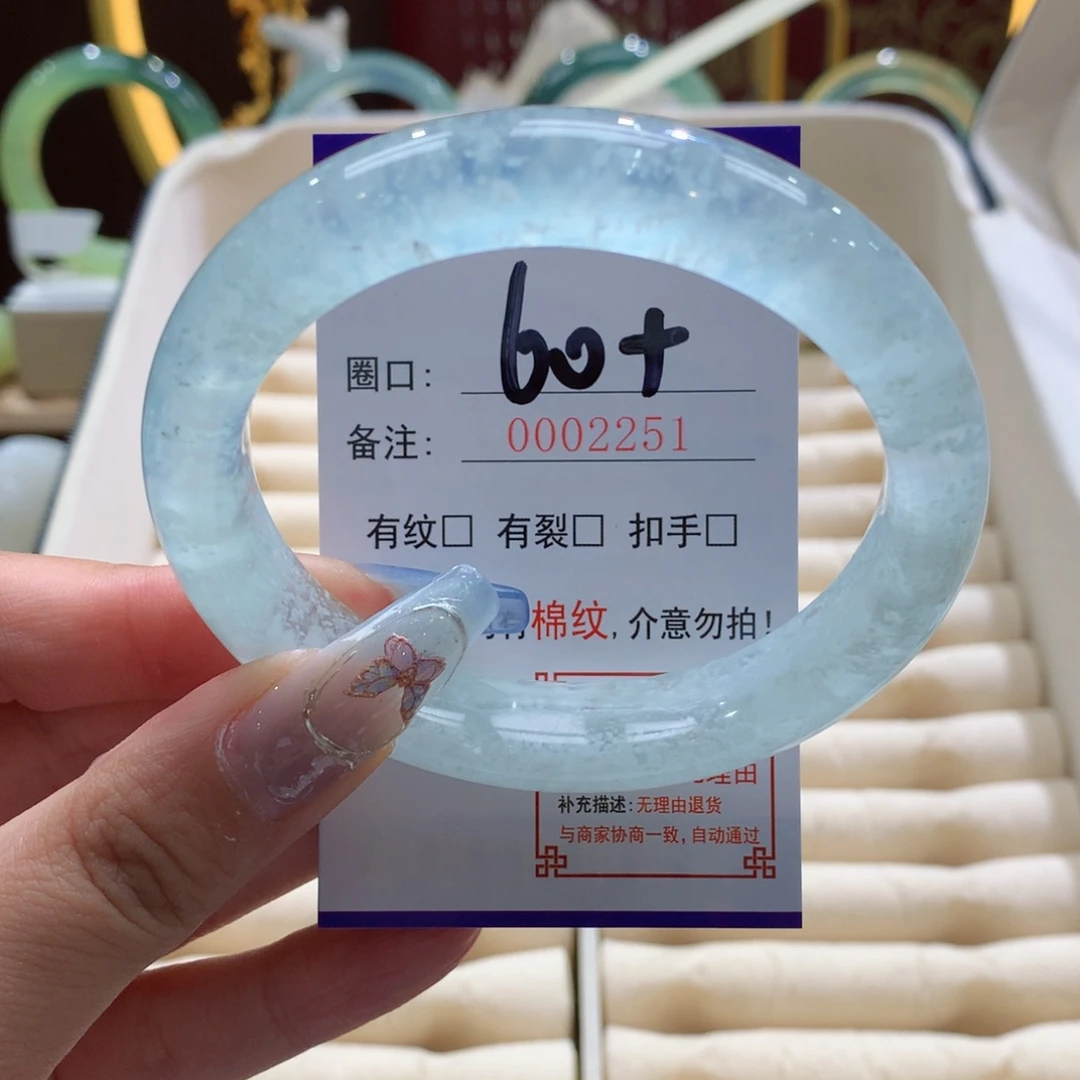 圈口: 60+
备注: 0002251
有纹□ 有裂□ 扣手□
棉纹,介意勿拍!
理由
补充描述:无理由退货
与商家协商一致,自动通过